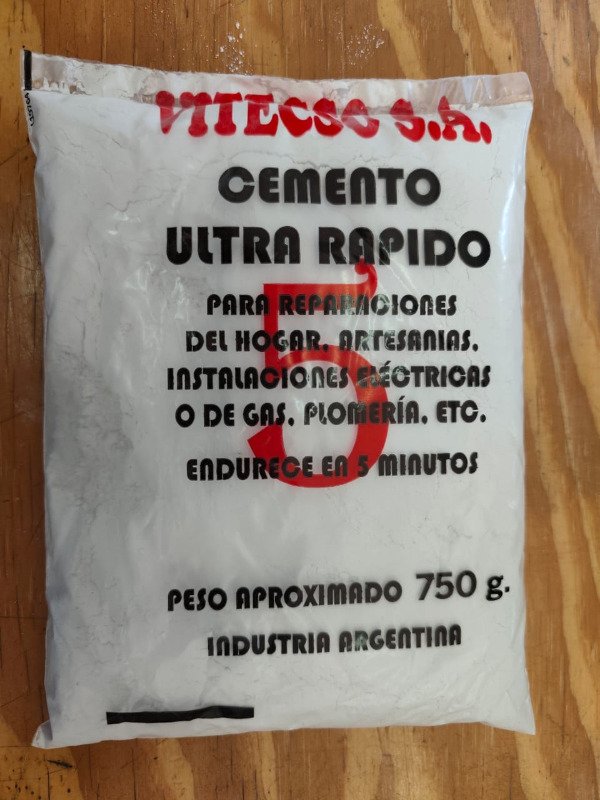 VITECSO S.A.
CEMENTO
ULTRA RAPIDO
5'
PARA REPARACIONES
DEL HOGAR, ARTESANIAS,
INSTALACIONES ELÉCTRICAS
O DE GAS, PLOMERÍA, ETC.
ENDURECE EN 5 MINUTOS
PESO APROXIMADO 750 g.
INDUSTRIA ARGENTINA